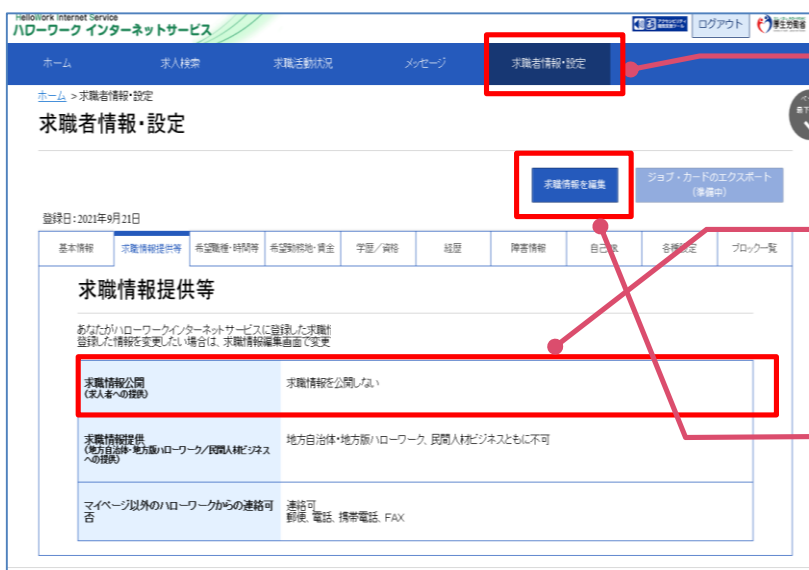 HelloWork Internet Service
ハローワーク インターネットサービス
ログアウト
厚生労働省
ホーム
求人検索
求職活動状況
メッセージ
求職者情報・設定
ホーム > 求職者情報・設定
求職者情報・設定
求職情報を編集
ジョブ・カードのエクスポート
(準備中)
登録日：2021年9月21日
基本情報
求職情報提供等
希望職種・時間等
希望勤務地・賃金
学歴／資格
経歴
障害情報
各種設定
ブロック一覧
求職情報提供等
あなたがハローワークインターネットサービスに登録した求職
登録した情報を変更したい場合は、求職情報編集画面で変更
求職情報公開
(求人者への提供)
求職情報を公開しない
求職情報提供
(地方自治体・地方版ハローワーク／民間人材ビジネス
への提供)
地方自治体・地方版ハローワーク、民間人材ビジネスともに不可
マイページ以外のハローワークからの連絡可
否
連絡可
郵便、電話、携帯電話、FAX